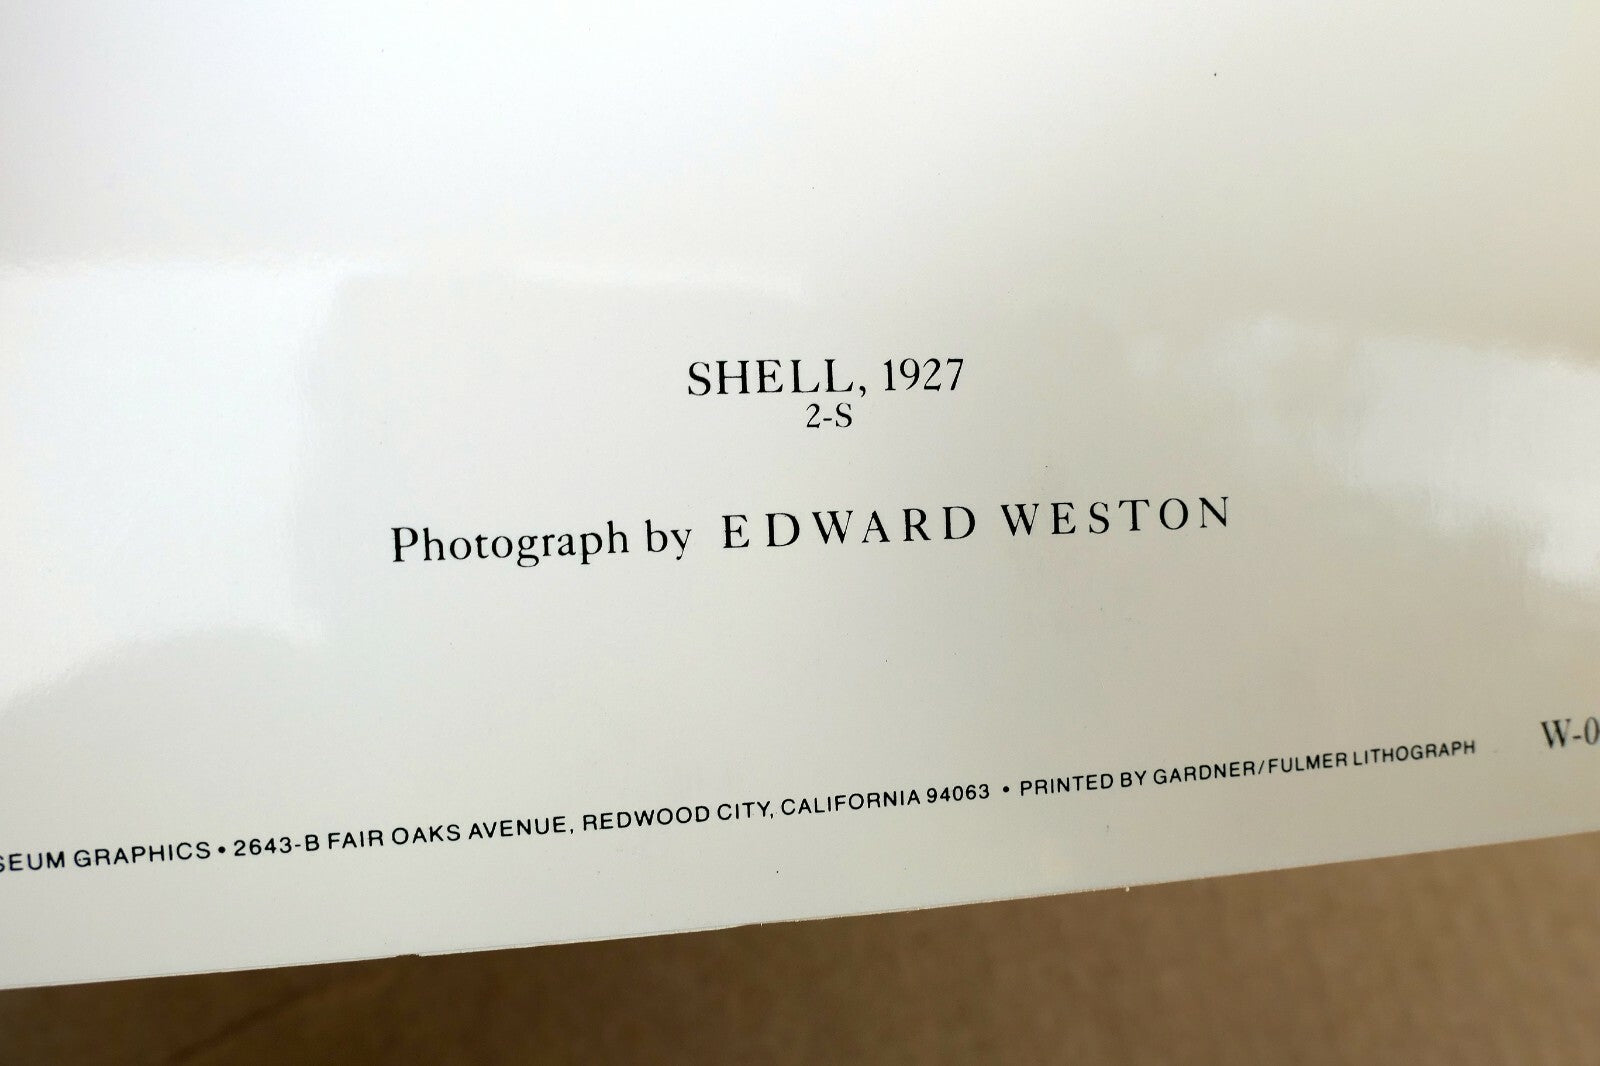 SHELL, 1927
2-S
Photograph by EDWARD WESTON
W-0
GRAPHICS • 2643-B FAIR OAKS AVENUE, REDWOOD CITY, CALIFORNIA 94063 • PRINTED BY GARDNER/FULMER LITHOGRAPH